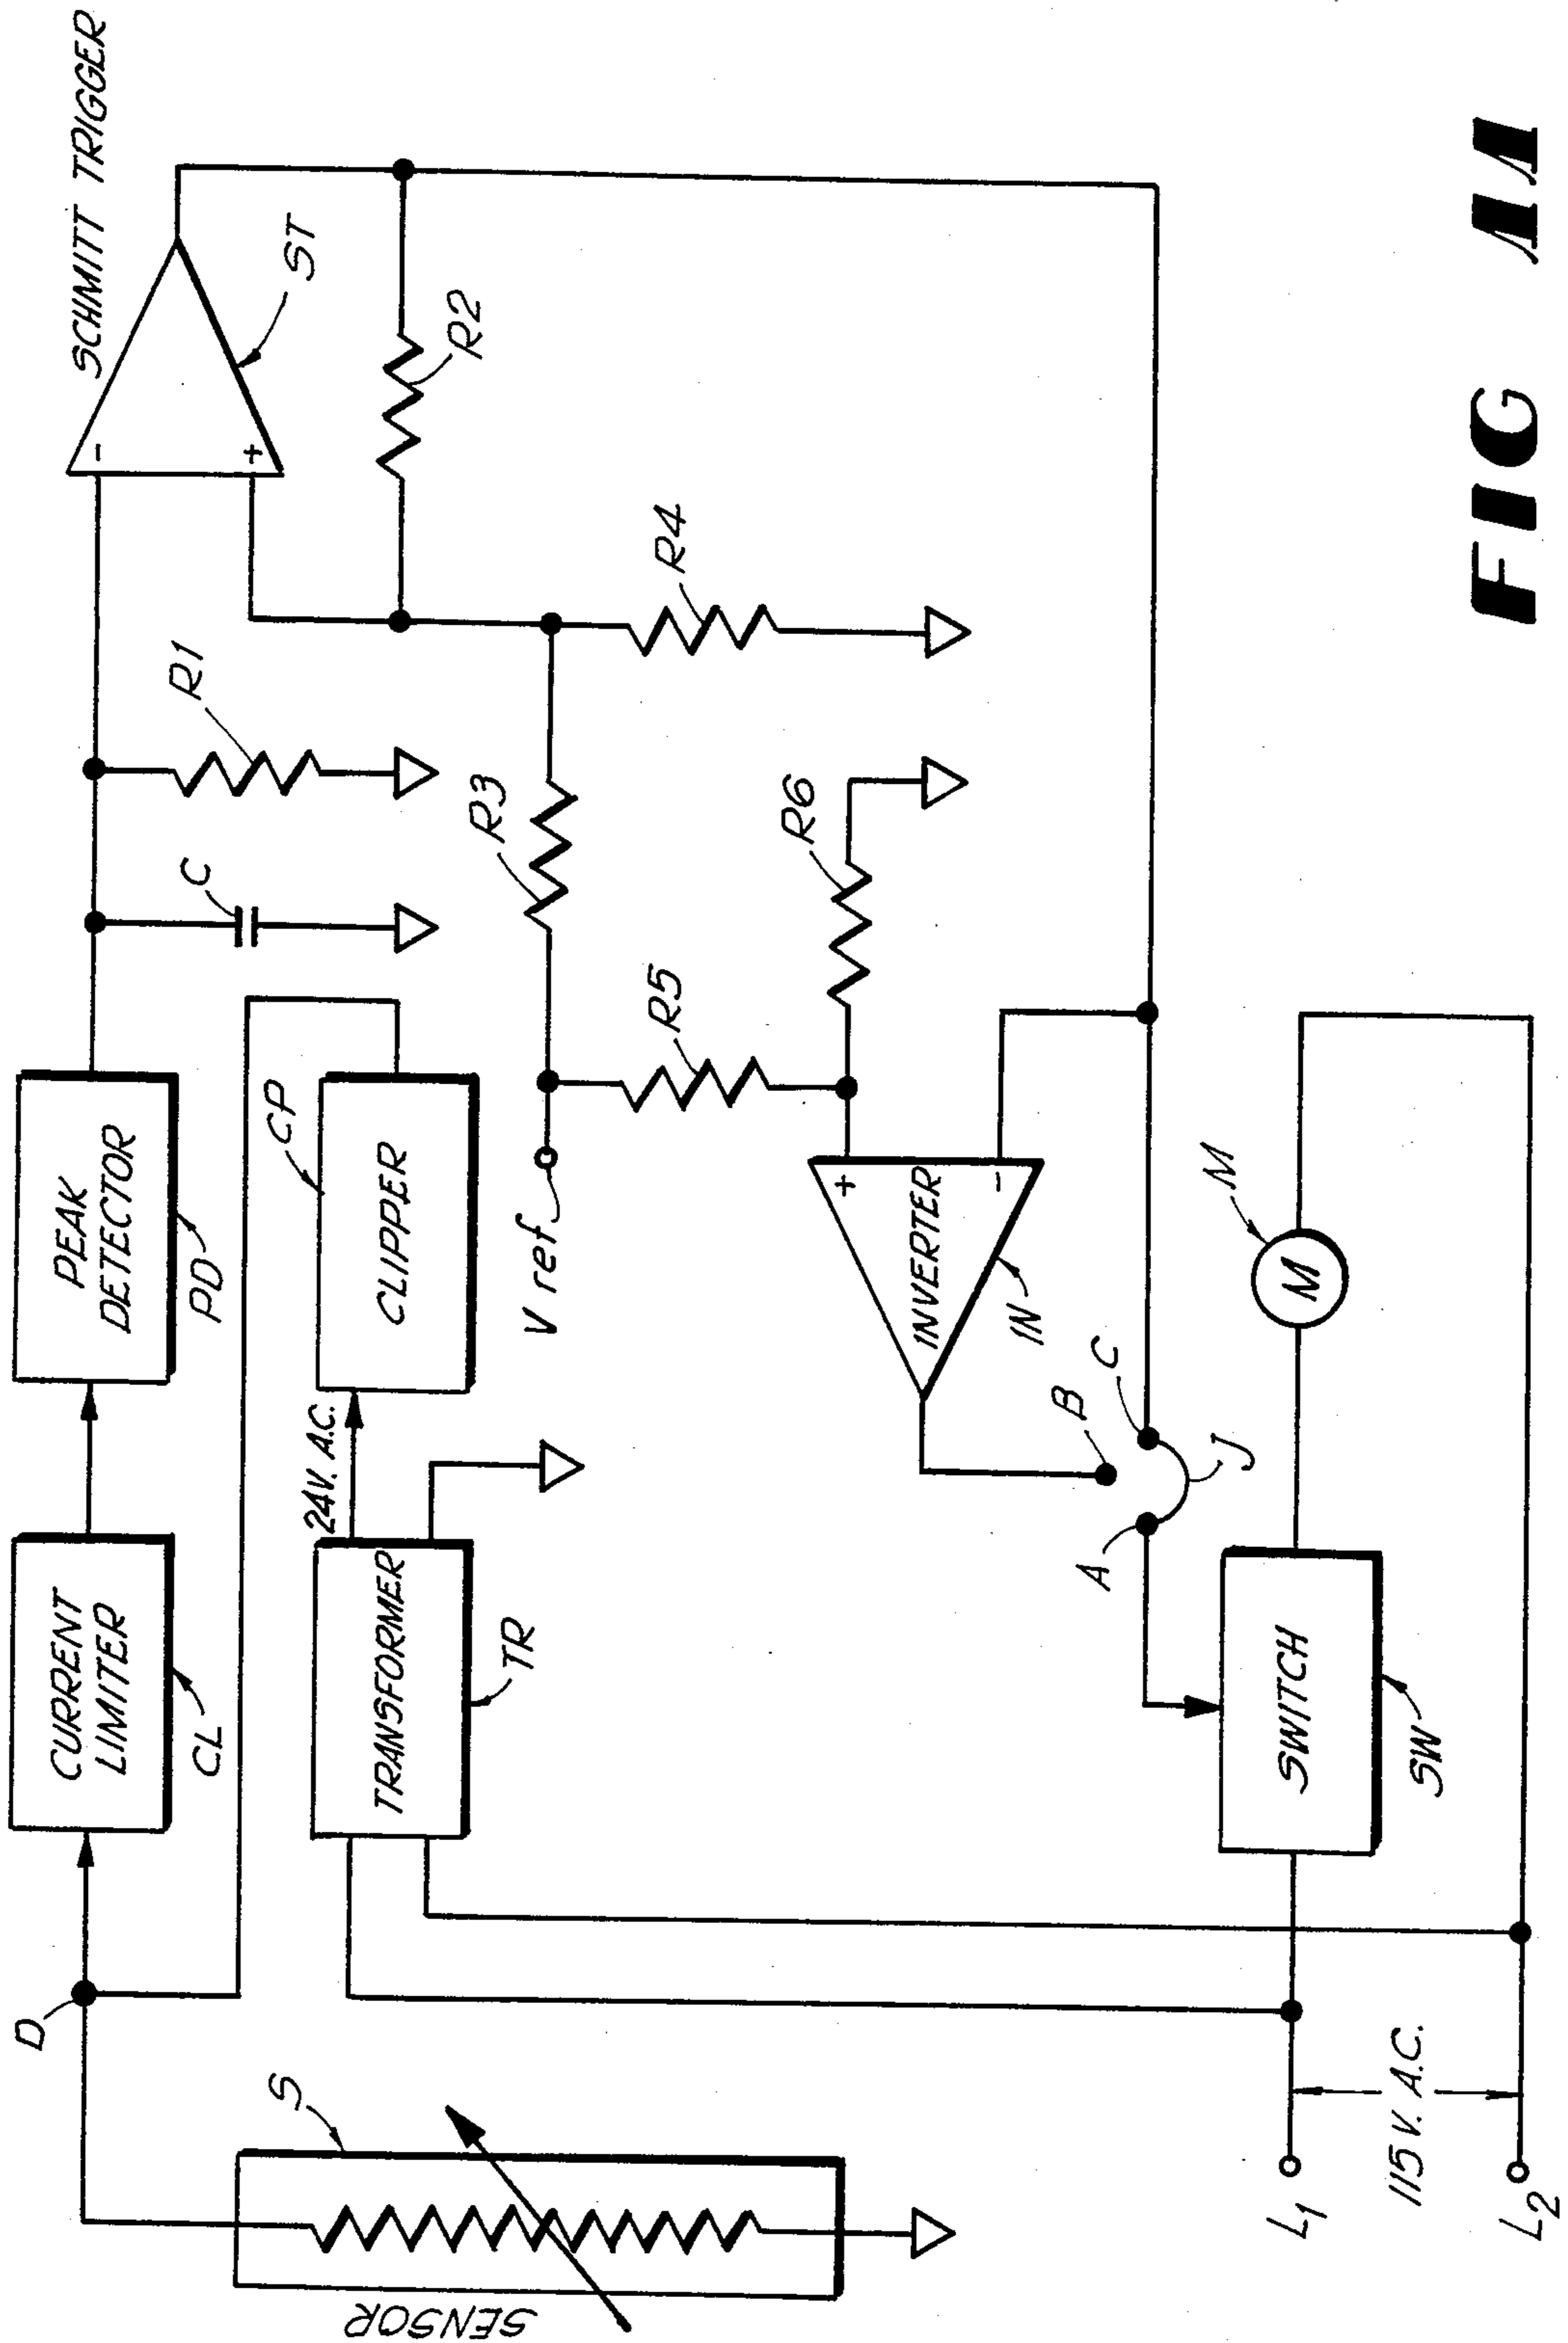 SCHMITT TRIGGER
ST
-
+
R2
R1
C
R3
R4
PEAK
DETECTOR
PD
CURRENT
LIMITER
CL
D
CP
CLIPPER
24V. A.C.
TRANSFORMER
TR
S
SENSOR
V ref
R5
R6
+
-
INVERTER
IN
A
B
C
J
M
M
SWITCH
SW
L1
115 V. A.C.
L2
FIG 1A